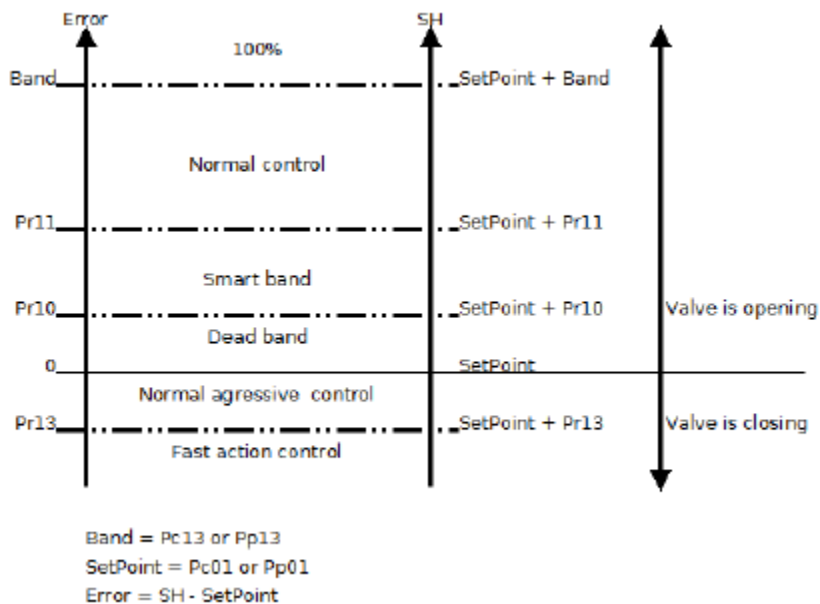 Error SH
100%
Band SetPoint + Band
Normal control
Pr11 SetPoint + Pr11
Smart band
Pr10 SetPoint + Pr10 Valve is opening
Dead band
0 SetPoint
Normal agressive control
Pr13 SetPoint + Pr13 Valve is closing
Fast action control
Band = Pc13 or Pp13
SetPoint = Pc01 or Pp01
Error = SH - SetPoint